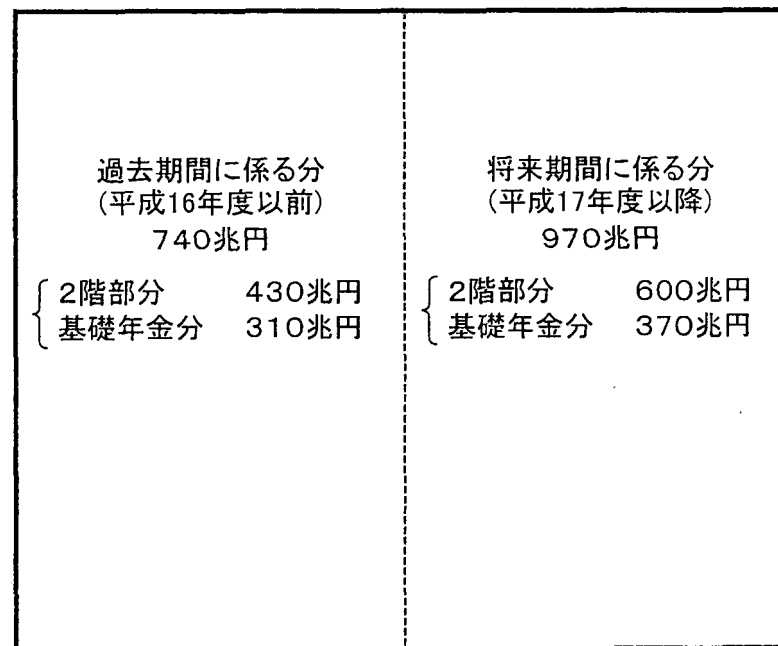 過去期間に係る分
(平成16年度以前)
740兆円
2階部分 430兆円
基礎年金分 310兆円
将来期間に係る分
(平成17年度以降)
970兆円
2階部分 600兆円
基礎年金分 370兆円